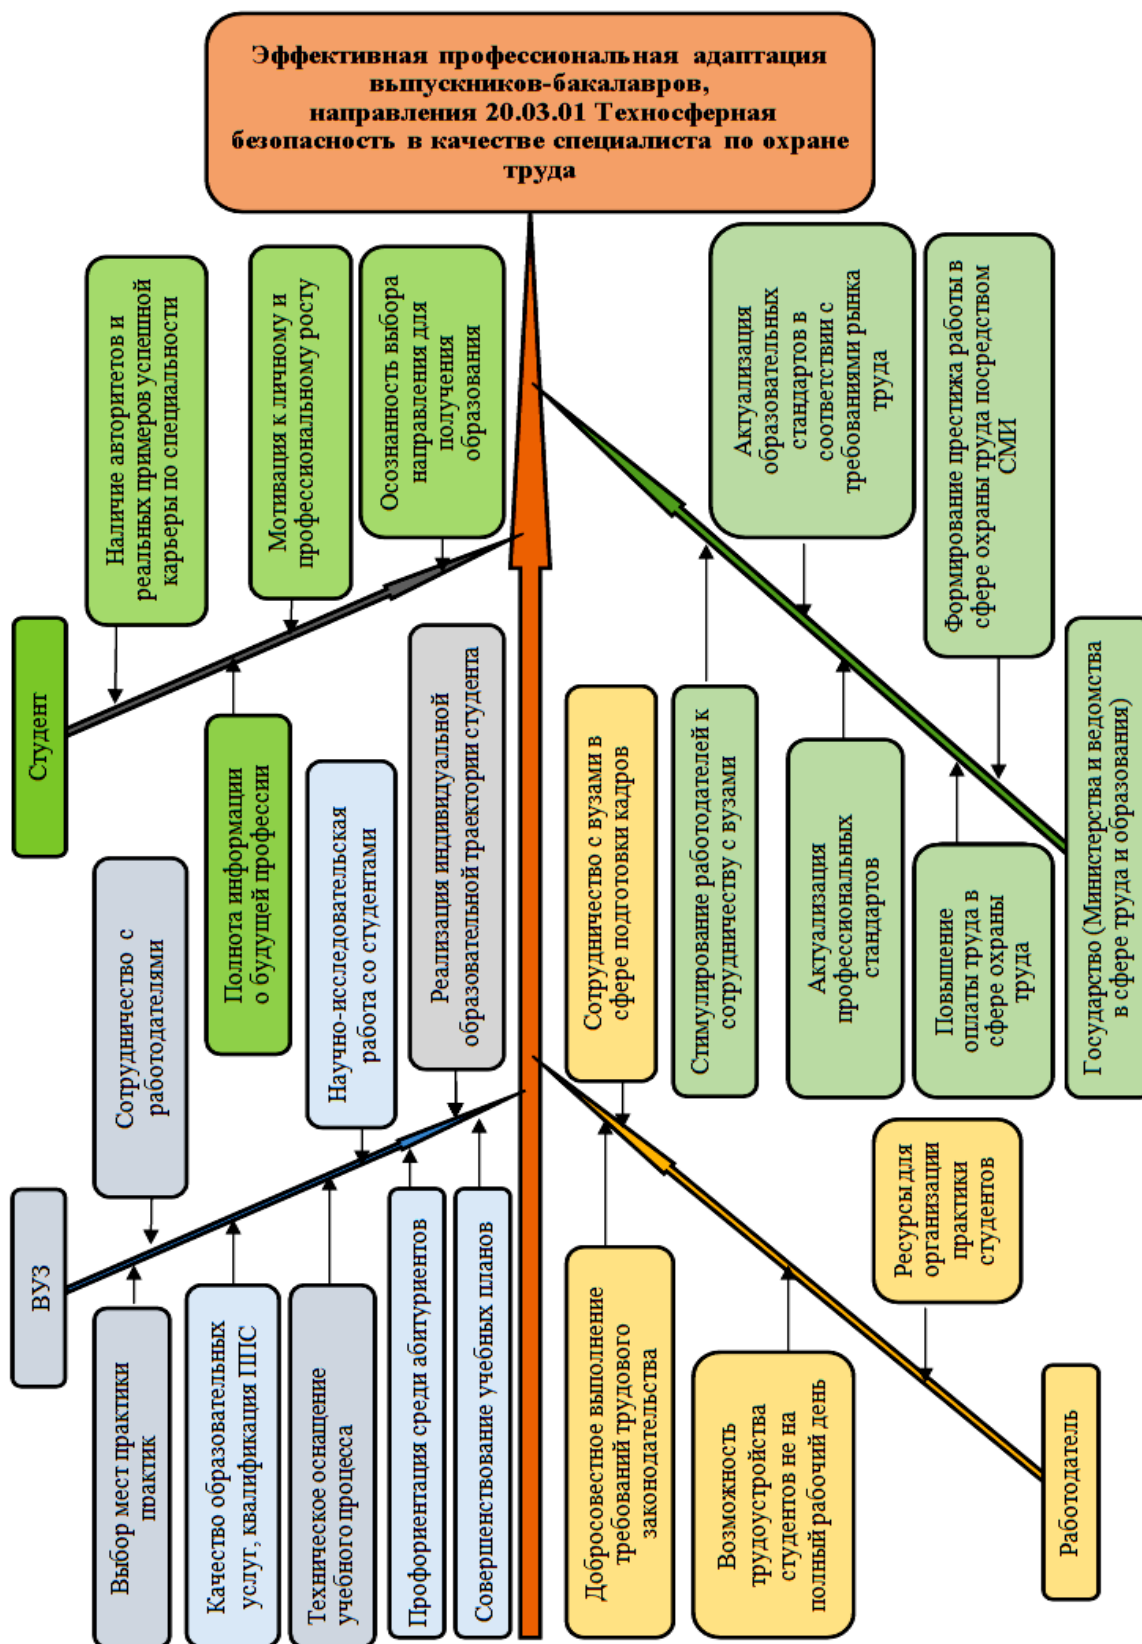 Эффективная профессиональная адаптация
выпускников-бакалавров,
направления 20.03.01 Техносферная
безопасность в качестве специалиста по охране
труда
Студент
Наличие авторитетов и
реальных примеров успешной
карьеры по специальности
Мотивация к личному и
профессиональному росту
Осознанность выбора
направления для
получения
образования
Полнота информации
о будущей профессии
ВУЗ
Сотрудничество с
работодателями
Научно-исследовательская
работа со студентами
Реализация индивидуальной
образовательной траектории студента
Выбор мест практики
практик
Качество образовательных
услуг, квалификация ППС
Техническое оснащение
учебного процесса
Профориентация среди абитуриентов
Совершенствование учебных планов
Сотрудничество с вузами в
сфере подготовки кадров
Добросовестное выполнение
требований трудового
законодательства
Возможность
трудоустройства
студентов не на
полный рабочий день
Ресурсы для
организации
практики
студентов
Работодатель
Актуализация
образовательных
стандартов в
соответствии с
требованиями рынка
труда
Формирование престижа работы в
сфере охраны труда посредством
СМИ
Стимулирование работодателей к
сотрудничеству с вузами
Актуализация
профессиональных
стандартов
Повышение
оплаты труда в
сфере охраны
труда
Государство (Министерства и ведомства
в сфере труда и образования)